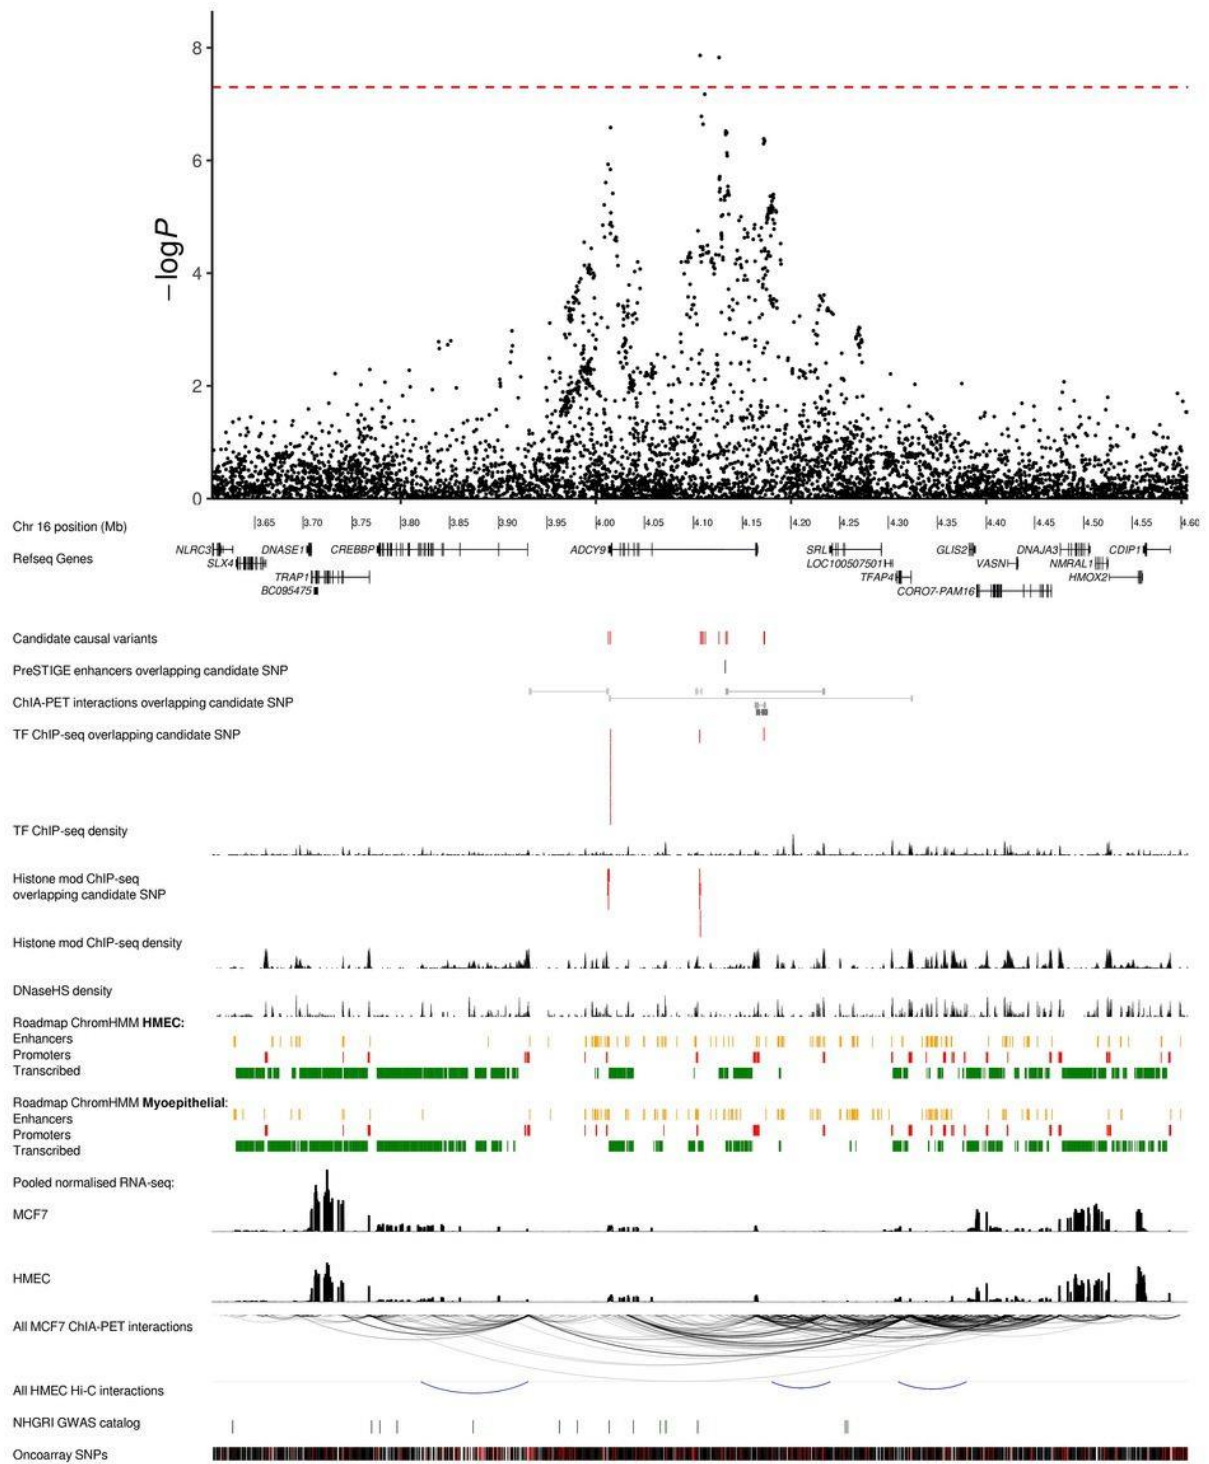 8
6
4
2
0
−logP
Chr 16 position (Mb)
3.65 3.70 3.75 3.80 3.85 3.90 3.95 4.00 4.05 4.10 4.15 4.20 4.25 4.30 4.35 4.40 4.45 4.50 4.55 4.60
Refseq Genes
NLRC3 DNASE1 CREBBP ADCY9 SRL GLIS2 DNAJA3 CDIP1
SLX4 LOC100507501 VASN NMRAL1
TRAP1 TFAP4 HMOX2
BC095475 CORO7-PAM16
Candidate causal variants
PreSTIGE enhancers overlapping candidate SNP
ChIA-PET interactions overlapping candidate SNP
TF ChIP-seq overlapping candidate SNP
TF ChIP-seq density
Histone mod ChIP-seq
overlapping candidate SNP
Histone mod ChIP-seq density
DNaseHS density
Roadmap ChromHMM HMEC:
Enhancers
Promoters
Transcribed
Roadmap ChromHMM Myoepithelial:
Enhancers
Promoters
Transcribed
Pooled normalised RNA-seq:
MCF7
HMEC
All MCF7 ChIA-PET interactions
All HMEC Hi-C interactions
NHGRI GWAS catalog
Oncoarray SNPs